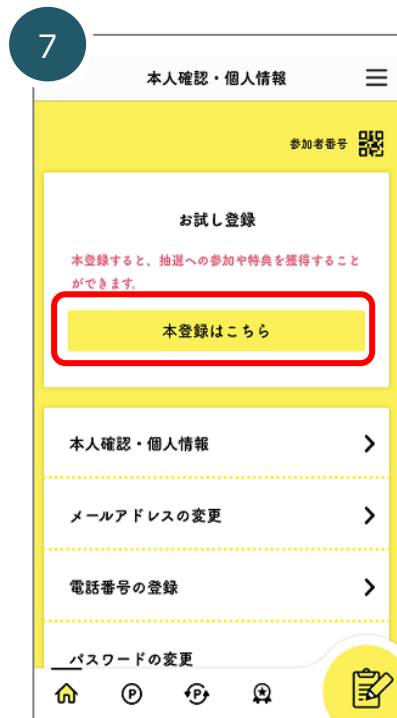 7
本人確認・個人情報
参加者番号
お試し登録
本登録すると、抽選への参加や特典を獲得すること
ができます。
本登録はこちら
本人確認・個人情報
メールアドレスの変更
電話番号の登録
パスワードの変更
P
P